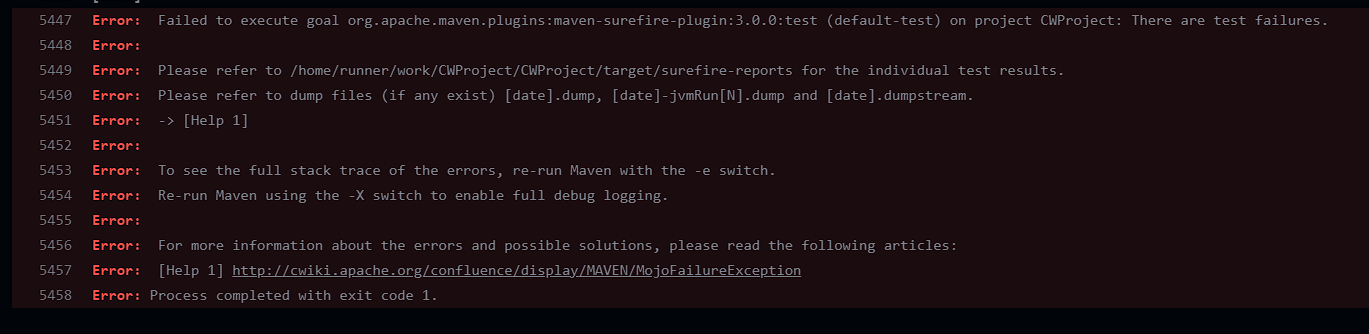 5447 Error: Failed to execute goal org.apache.maven.plugins:maven-surefire-plugin:3.0.0:test (default-test) on project CWProject: There are test failures.
5448 Error:
5449 Error: Please refer to /home/runner/work/CWProject/CWProject/target/surefire-reports for the individual test results.
5450 Error: Please refer to dump files (if any exist) [date].dump, [date]-jvmRun[N].dump and [date].dumpstream.
5451 Error: -> [Help 1]
5452 Error:
5453 Error: To see the full stack trace of the errors, re-run Maven with the -e switch.
5454 Error: Re-run Maven using the -X switch to enable full debug logging.
5455 Error:
5456 Error: For more information about the errors and possible solutions, please read the following articles:
5457 Error: [Help 1] http://cwiki.apache.org/confluence/display/MAVEN/MojoFailureException
5458 Error: Process completed with exit code 1.